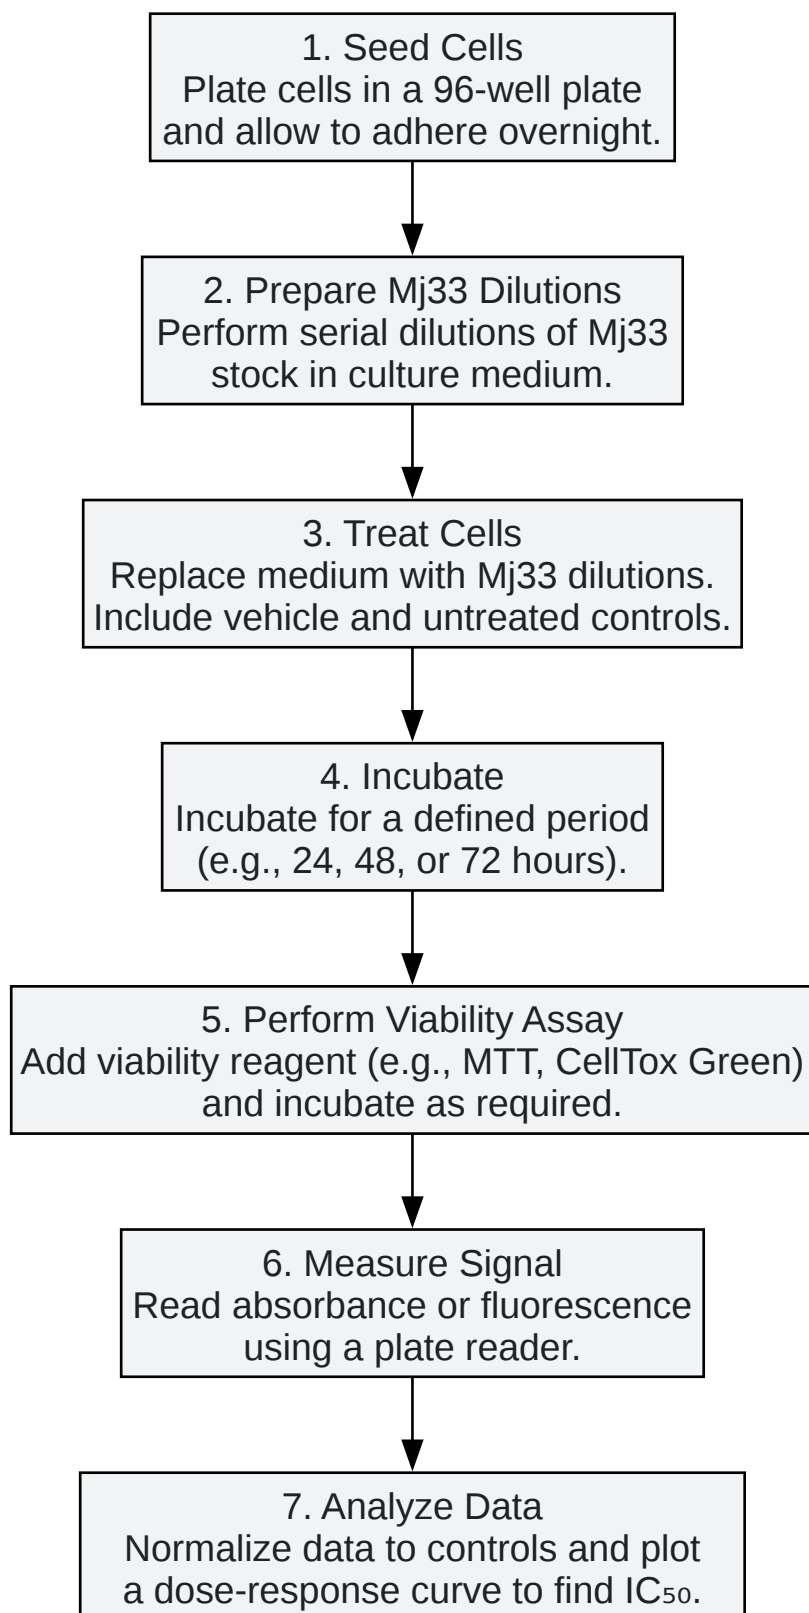 1. Seed Cells
Plate cells in a 96-well plate
and allow to adhere overnight.
2. Prepare Mj33 Dilutions
Perform serial dilutions of Mj33
stock in culture medium.
3. Treat Cells
Replace medium with Mj33 dilutions.
Include vehicle and untreated controls.
4. Incubate
Incubate for a defined period
(e.g., 24, 48, or 72 hours).
5. Perform Viability Assay
Add viability reagent (e.g., MTT, CellTox Green)
and incubate as required.
6. Measure Signal
Read absorbance or fluorescence
using a plate reader.
7. Analyze Data
Normalize data to controls and plot
a dose-response curve to find IC₅₀.